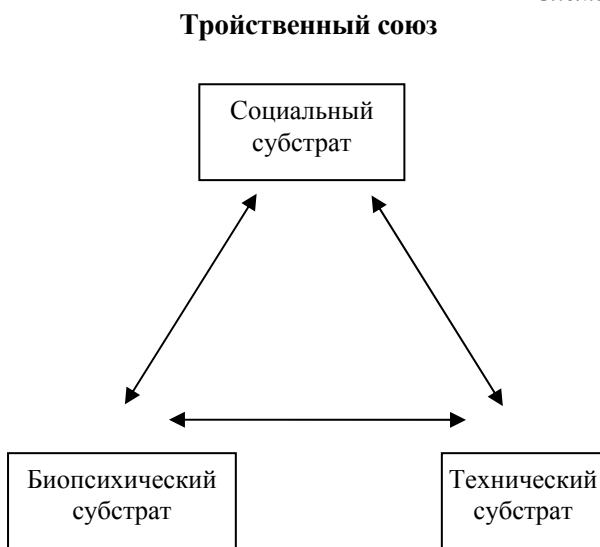 Тройственный союз
Социальный
субстрат
Биопсихический
субстрат
Технический
субстрат